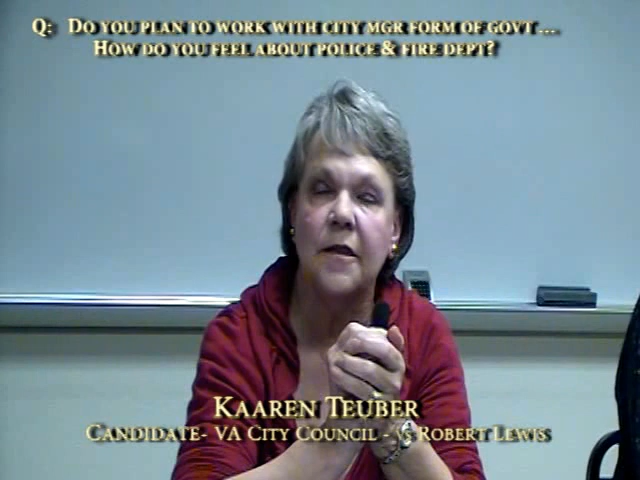 Q: Do you plan to work with city mgr form of govt ...
How do you feel about police & fire dept?
Kaaren Teuber
Candidate- VA City Council - vs Robert Lewis